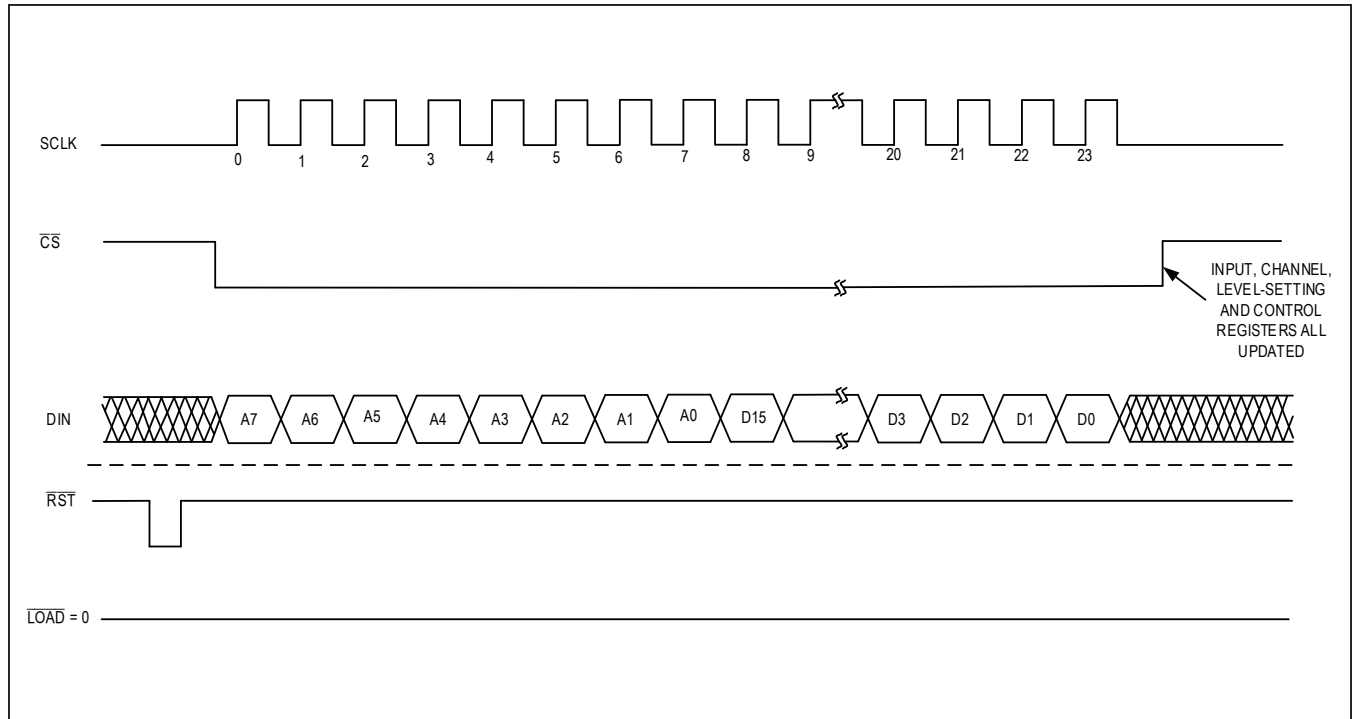 SCLK
0 1 2 3 4 5 6 7 8 9 20 21 22 23
CS
INPUT, CHANNEL,
LEVEL-SETTING
AND CONTROL
REGISTERS ALL
UPDATED
DIN A7 A6 A5 A4 A3 A2 A1 A0 D15 D3 D2 D1 D0
RST
LOAD = 0